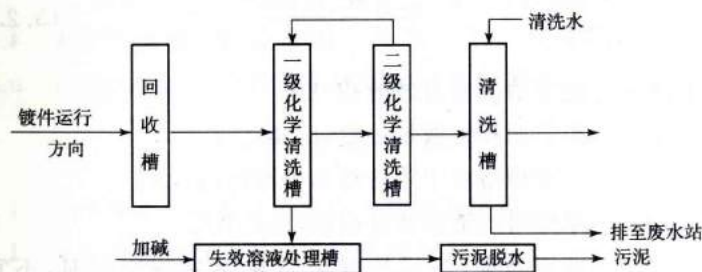 清洗水
回收槽
一级化学清洗槽
二级化学清洗槽
清洗槽
镀件运行
方向
排至废水站
加碱
失效溶液处理槽
污泥脱水
污泥